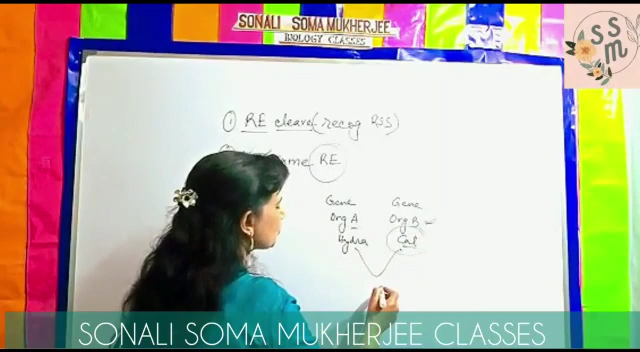 SONALI SOMA MUKHERJEE
BIOLOGY CLASSES
S S
m
① RE cleave (recog RSS)
ame RE
Gene Gene
Org A Org B
Hydra Cat
SONALI SOMA MUKHERJEE CLASSES